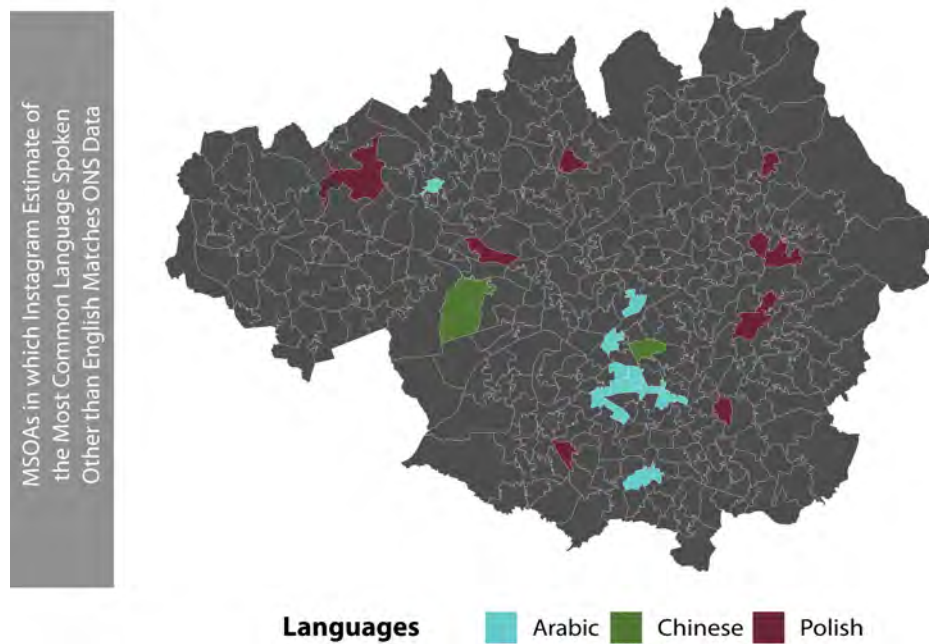 MSOAs in which Instagram Estimate of
the Most Common Language Spoken
Other than English Matches ONS Data
Languages Arabic Chinese Polish